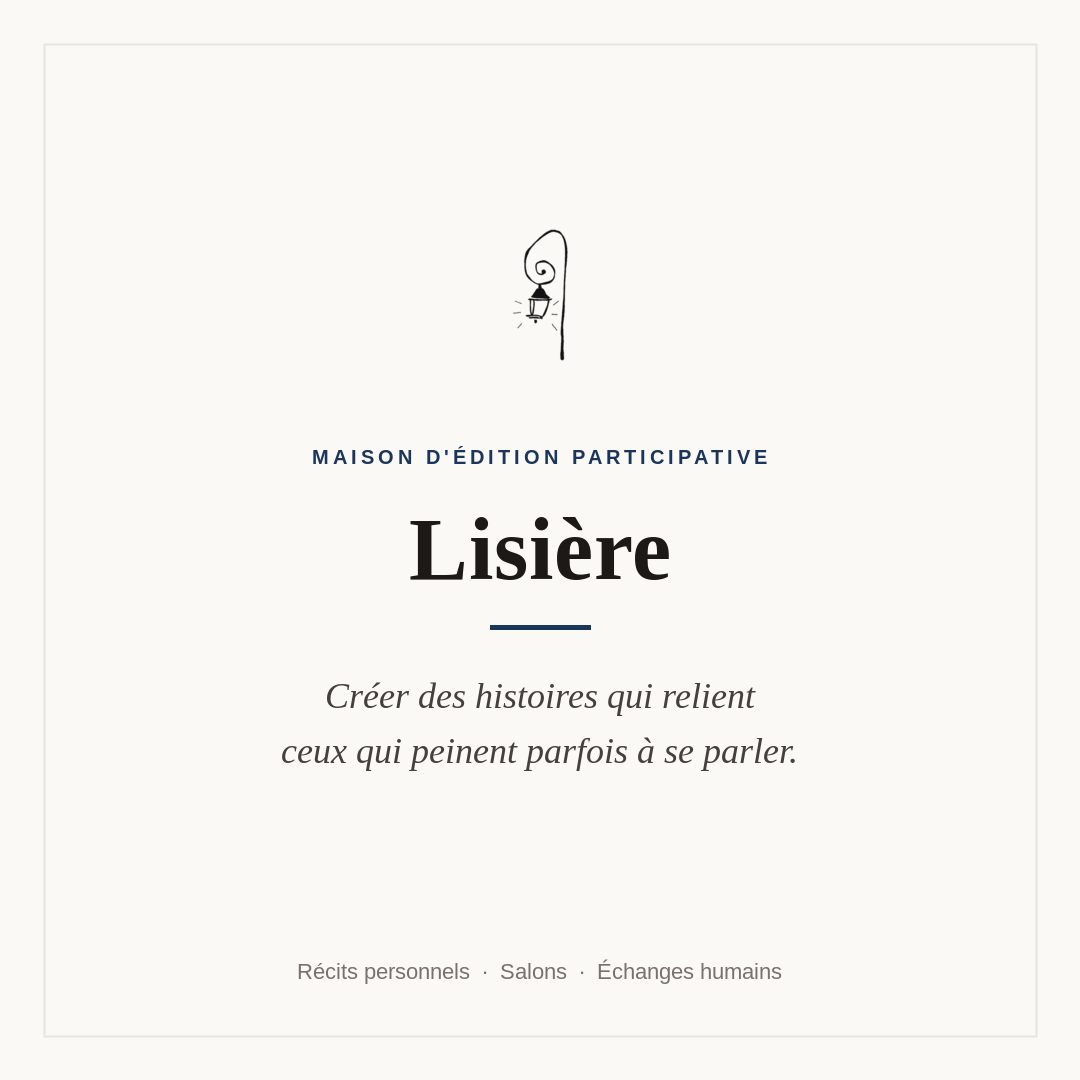 MAISON D'ÉDITION PARTICIPATIVE
Lisière
Créer des histoires qui relient
ceux qui peinent parfois à se parler.
Récits personnels · Salons · Échanges humains